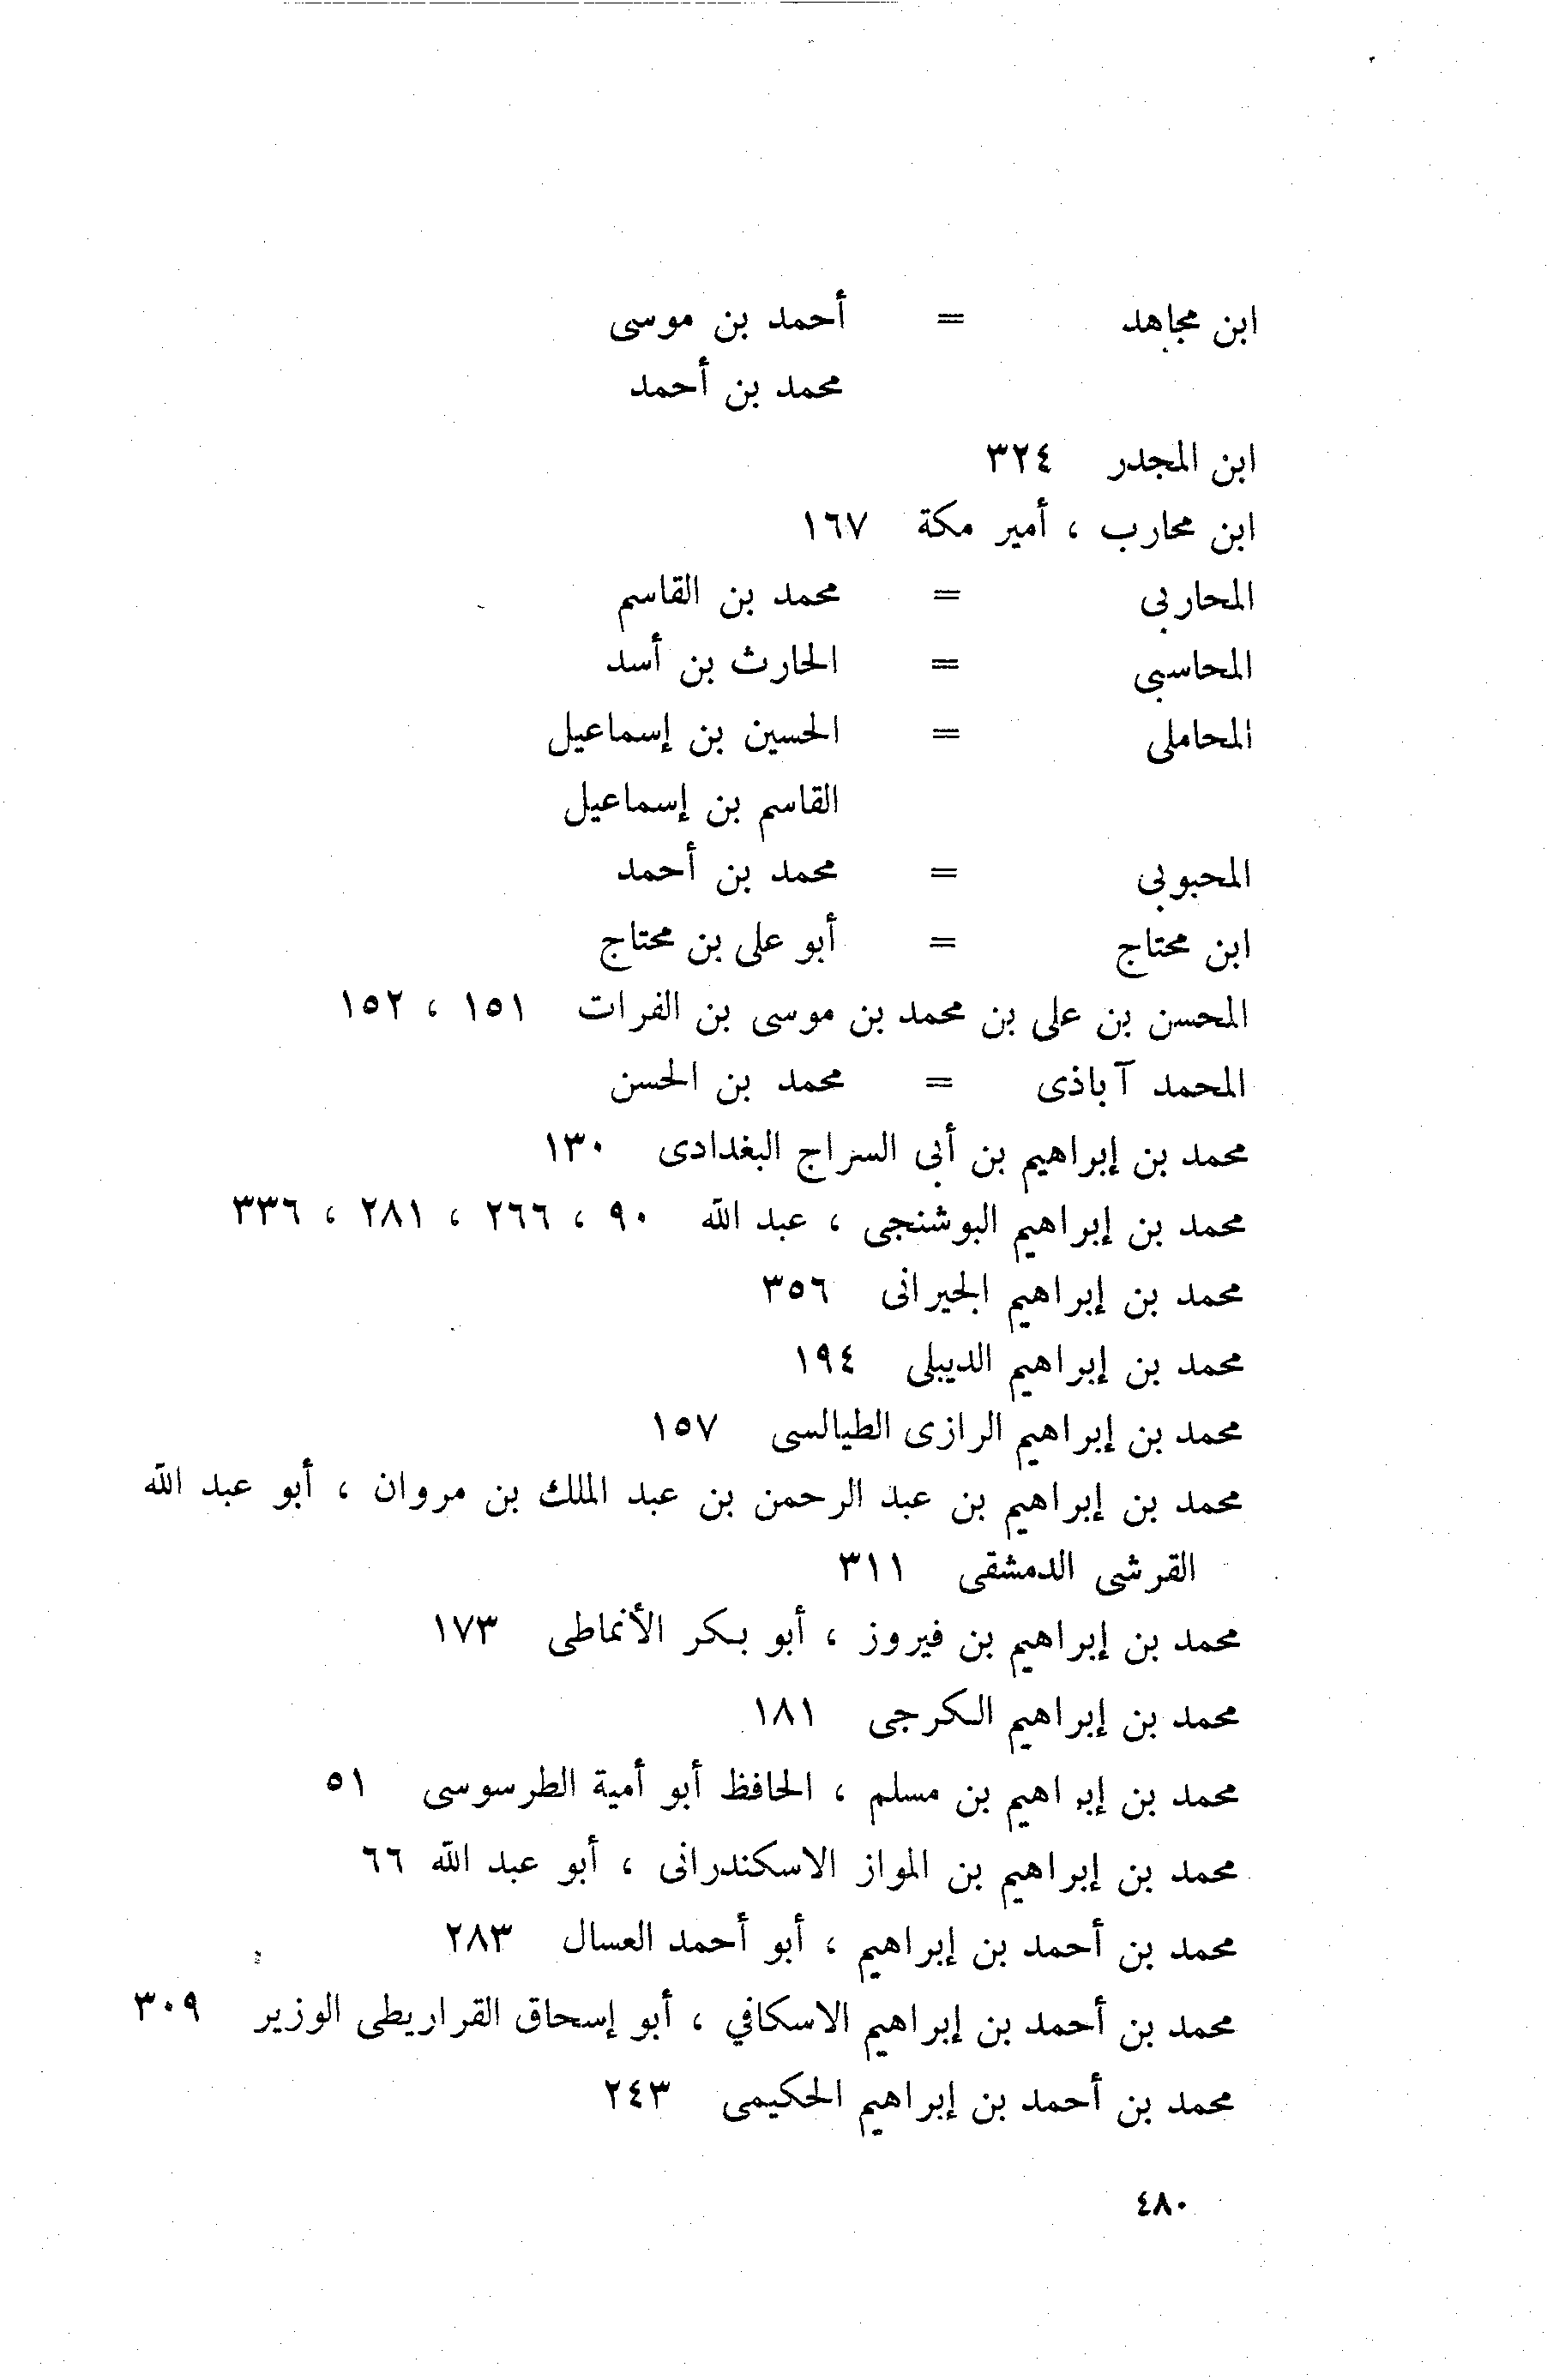 ابن مجاهد = أحمد بن موسى
محمد بن أحمد
ابن المجدر ٣٢٤
ابن محارب ، أمير مكة ١٦٧
المحاربى = محمد بن القاسم
المحاسبى = الحارث بن أسد
المحاملى = الحسين بن إسماعيل
القاسم بن إسماعيل
المحبوبى = محمد بن أحمد
ابن محتاج = أبو على بن محتاج
المحسن بن على بن محمد بن موسى بن الفرات ١٥١ ، ١٥٢
المحمد آباذى = محمد بن الحسن
محمد بن إبراهيم بن أبى السراج البغدادى ١٣٠
محمد بن إبراهيم البوشنجى ، عبد الله ٩٠ ، ٢٦٦ ، ٢٨١ ، ٣٣٦
محمد بن إبراهيم الجيرانى ٣٥٦
محمد بن إبراهيم الديبلى ١٩٤
محمد بن إبراهيم الرازى الطيالسى ١٥٧
محمد بن إبراهيم بن عبد الرحمن بن عبد الملك بن مروان ، أبو عبد الله
القرشى الدمشقى ٣١١
محمد بن إبراهيم بن فيروز ، أبو بكر الأنماطى ١٧٣
محمد بن إبراهيم الكرجى ١٨١
محمد بن إبراهيم بن مسلم ، الحافظ أبو أمية الطرسوسى ٥١
محمد بن إبراهيم بن المواز الاسكندرانى ، أبو عبد الله ٦٦
محمد بن أحمد بن إبراهيم ، أبو أحمد العسال ٢٨٣
محمد بن أحمد بن إبراهيم الاسكافي ، أبو إسحاق القراريطى الوزير ٣٠٩
محمد بن أحمد بن إبراهيم الحكيمى ٢٤٣
٤٨٠